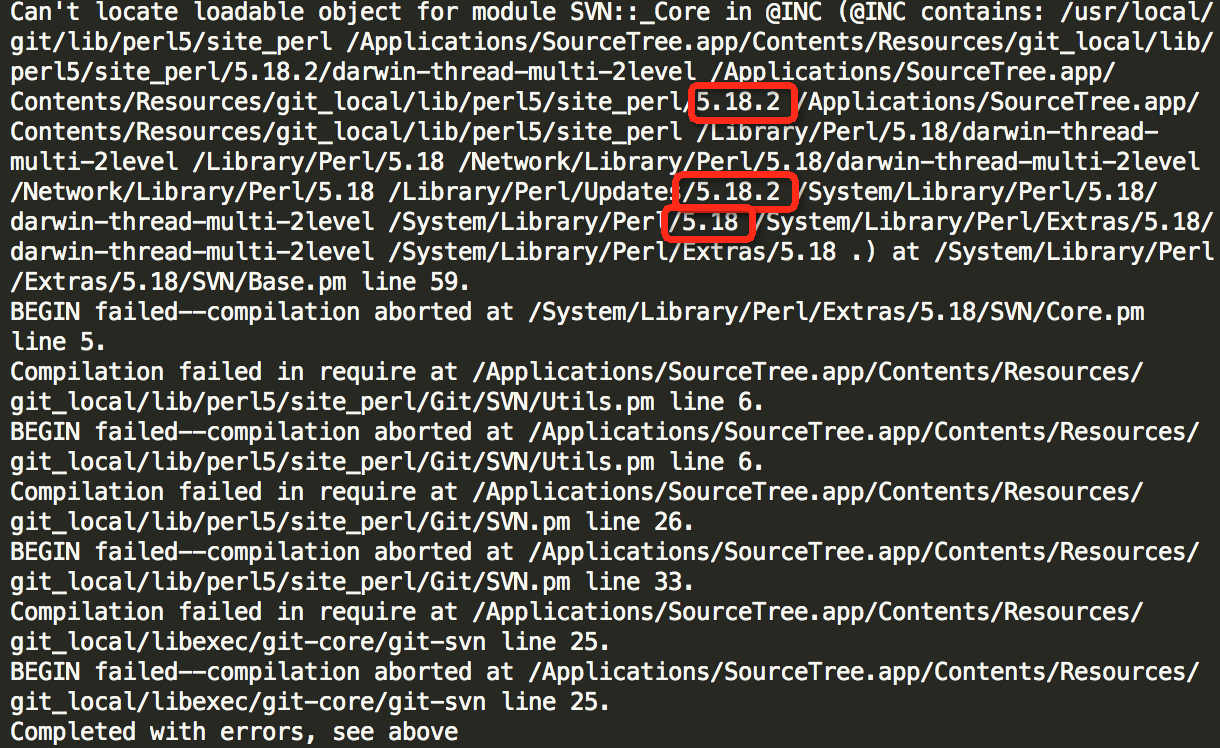 Can't locate loadable object for module SVN::_Core in @INC (@INC contains: /usr/local/
git/lib/perl5/site_perl /Applications/SourceTree.app/Contents/Resources/git_local/lib/
perl5/site_perl/5.18.2/darwin-thread-multi-2level /Applications/SourceTree.app/
Contents/Resources/git_local/lib/perl5/site_perl/5.18.2 /Applications/SourceTree.app/
Contents/Resources/git_local/lib/perl5/site_perl /Library/Perl/5.18/darwin-thread-
multi-2level /Library/Perl/5.18 /Network/Library/Perl/5.18/darwin-thread-multi-2level
/Network/Library/Perl/5.18 /Library/Perl/Updates/5.18.2 /System/Library/Perl/5.18/
darwin-thread-multi-2level /System/Library/Perl/5.18 /System/Library/Perl/Extras/5.18/
darwin-thread-multi-2level /System/Library/Perl/Extras/5.18 .) at /System/Library/Perl
/Extras/5.18/SVN/Base.pm line 59.
BEGIN failed--compilation aborted at /System/Library/Perl/Extras/5.18/SVN/Core.pm
line 5.
Compilation failed in require at /Applications/SourceTree.app/Contents/Resources/
git_local/lib/perl5/site_perl/Git/SVN/Utils.pm line 6.
BEGIN failed--compilation aborted at /Applications/SourceTree.app/Contents/Resources/
git_local/lib/perl5/site_perl/Git/SVN/Utils.pm line 6.
Compilation failed in require at /Applications/SourceTree.app/Contents/Resources/
git_local/lib/perl5/site_perl/Git/SVN.pm line 26.
BEGIN failed--compilation aborted at /Applications/SourceTree.app/Contents/Resources/
git_local/lib/perl5/site_perl/Git/SVN.pm line 33.
Compilation failed in require at /Applications/SourceTree.app/Contents/Resources/
git_local/libexec/git-core/git-svn line 25.
BEGIN failed--compilation aborted at /Applications/SourceTree.app/Contents/Resources/
git_local/libexec/git-core/git-svn line 25.
Completed with errors, see above